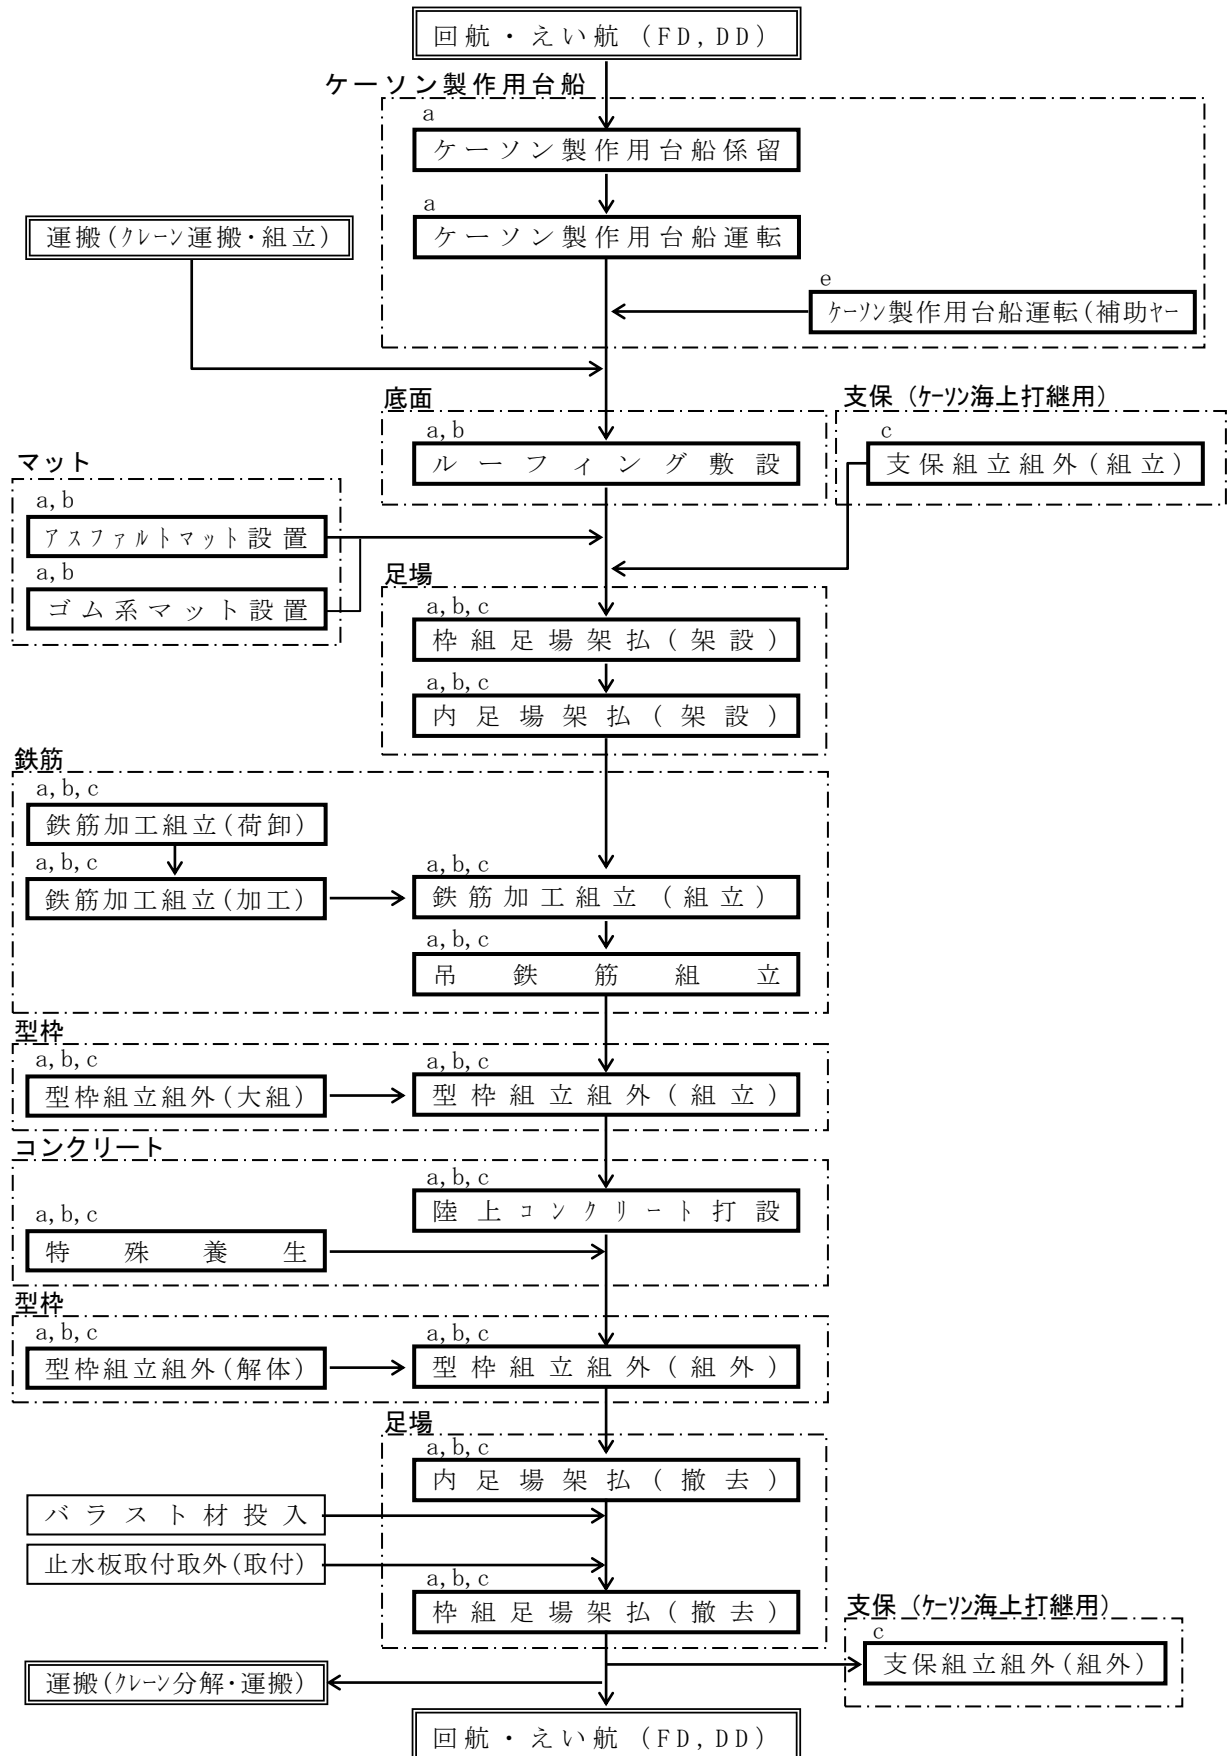 回航・えい航 (FD, DD)
ケーソン製作用台船
a
ケーソン製作用台船係留
a
ケーソン製作用台船運転
運搬(ｸﾚｰﾝ運搬・組立)
e
ｹｰｿﾝ製作用台船運転(補助ﾔｰ
底面
支保（ｹｰｿﾝ海上打継用）
a, b
ルーフィング敷設
c
支保組立組外(組立)
マット
a, b
アスファルトマット設置
a, b
ゴム系マット設置
足場
a, b, c
枠組足場架払(架設)
a, b, c
内足場架払(架設)
鉄筋
a, b, c
鉄筋加工組立(荷卸)
a, b, c
鉄筋加工組立(加工)
a, b, c
鉄筋加工組立(組立)
a, b, c
吊鉄筋組立
型枠
a, b, c
型枠組立組外(大組)
a, b, c
型枠組立組外(組立)
コンクリート
a, b, c
陸上コンクリート打設
a, b, c
特殊養生
型枠
a, b, c
型枠組立組外(解体)
a, b, c
型枠組立組外(組外)
足場
a, b, c
内足場架払(撤去)
バラスト材投入
止水板取付取外(取付)
a, b, c
枠組足場架払(撤去)
支保（ｹｰｿﾝ海上打継用）
c
支保組立組外(組外)
運搬(ｸﾚｰﾝ分解・運搬)
回航・えい航 (FD, DD)